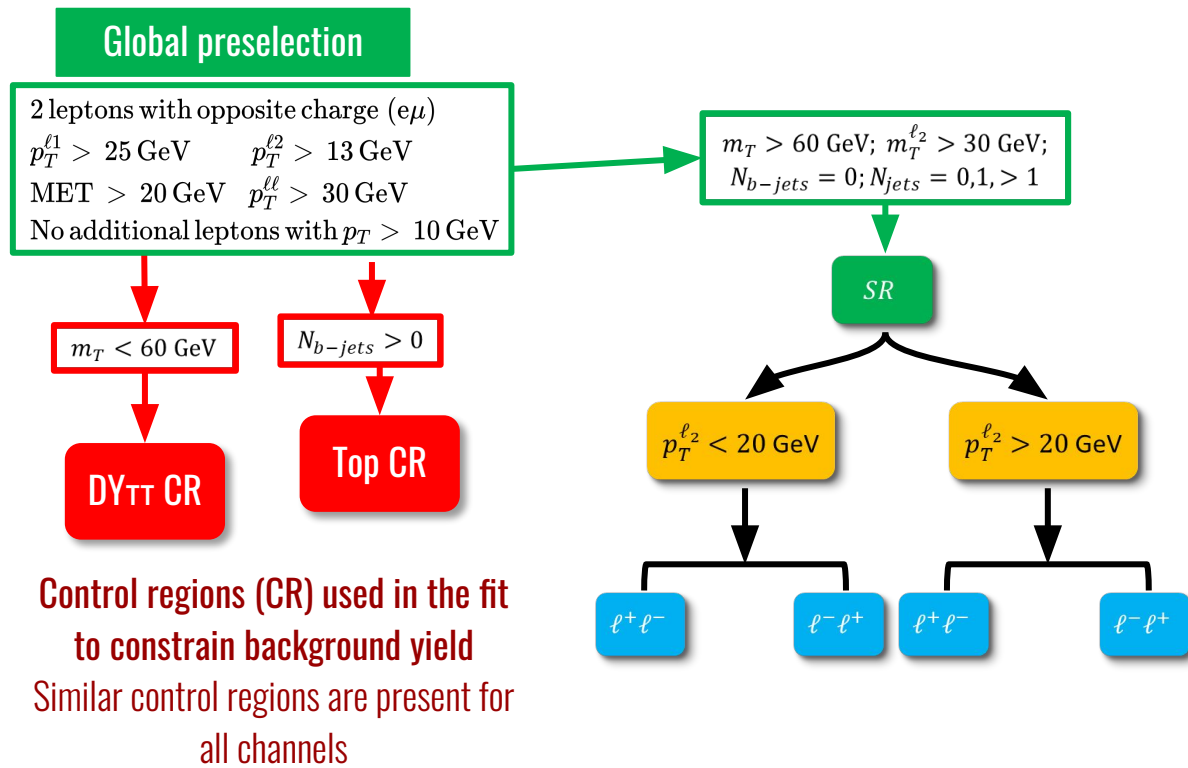 Global preselection
2 leptons with opposite charge (eμ)
p_T^{ℓ1} > 25 GeV p_T^{ℓ2} > 13 GeV
MET > 20 GeV p_T^{ℓℓ} > 30 GeV
No additional leptons with p_T > 10 GeV
m_T > 60 GeV; m_T^{ℓ_2} > 30 GeV;
N_{b−jets} = 0; N_{jets} = 0,1, > 1
SR
m_T < 60 GeV
N_{b−jets} > 0
DYττ CR
Top CR
p_T^{ℓ_2} < 20 GeV
p_T^{ℓ_2} > 20 GeV
ℓ⁺ℓ⁻
ℓ⁻ℓ⁺
ℓ⁺ℓ⁻
ℓ⁻ℓ⁺
Control regions (CR) used in the fit
to constrain background yield
Similar control regions are present for
all channels